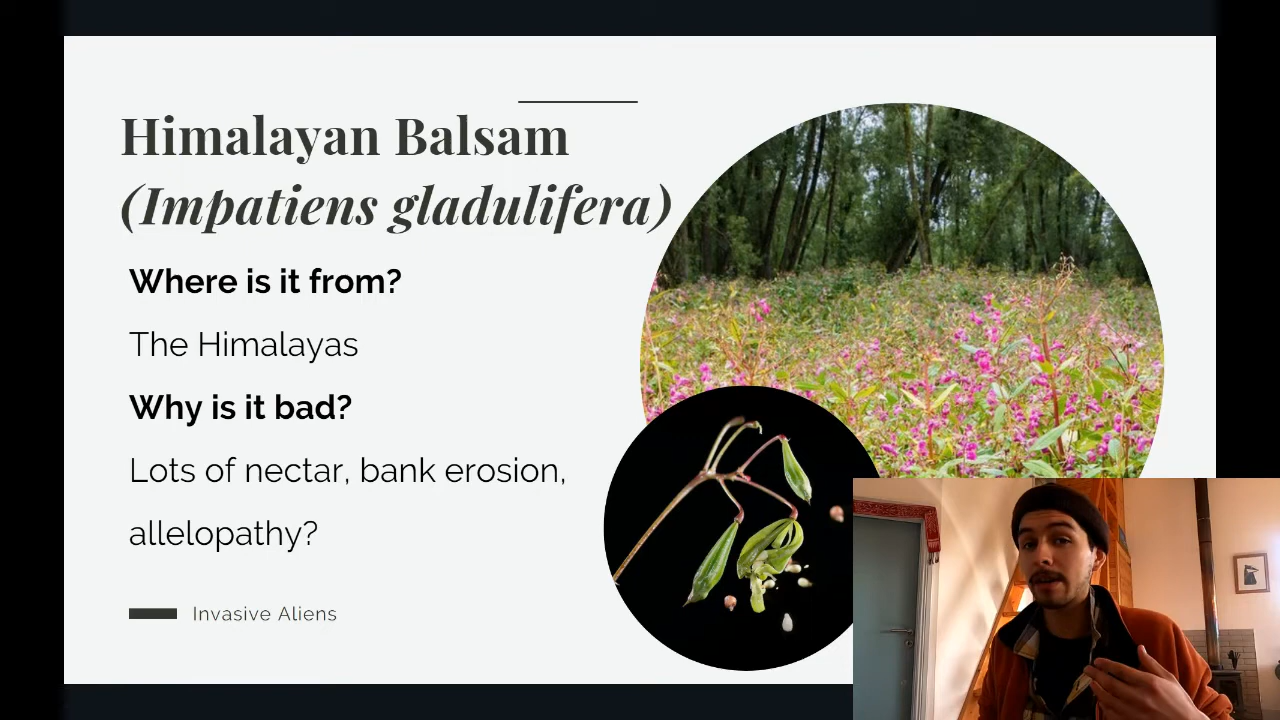 Himalayan Balsam
(Impatiens gladulifera)
Where is it from?
The Himalayas
Why is it bad?
Lots of nectar, bank erosion,
allelopathy?
Invasive Aliens